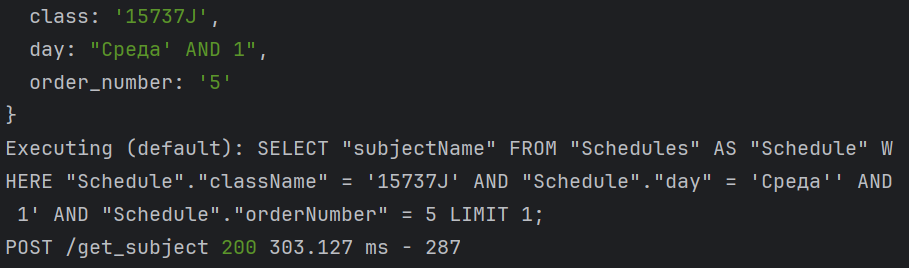 class: '15737J',
day: "Среда' AND 1",
order_number: '5'
}
Executing (default): SELECT "subjectName" FROM "Schedules" AS "Schedule" W
HERE "Schedule"."className" = '15737J' AND "Schedule"."day" = 'Среда'' AND
1' AND "Schedule"."orderNumber" = 5 LIMIT 1;
POST /get_subject 200 303.127 ms - 287